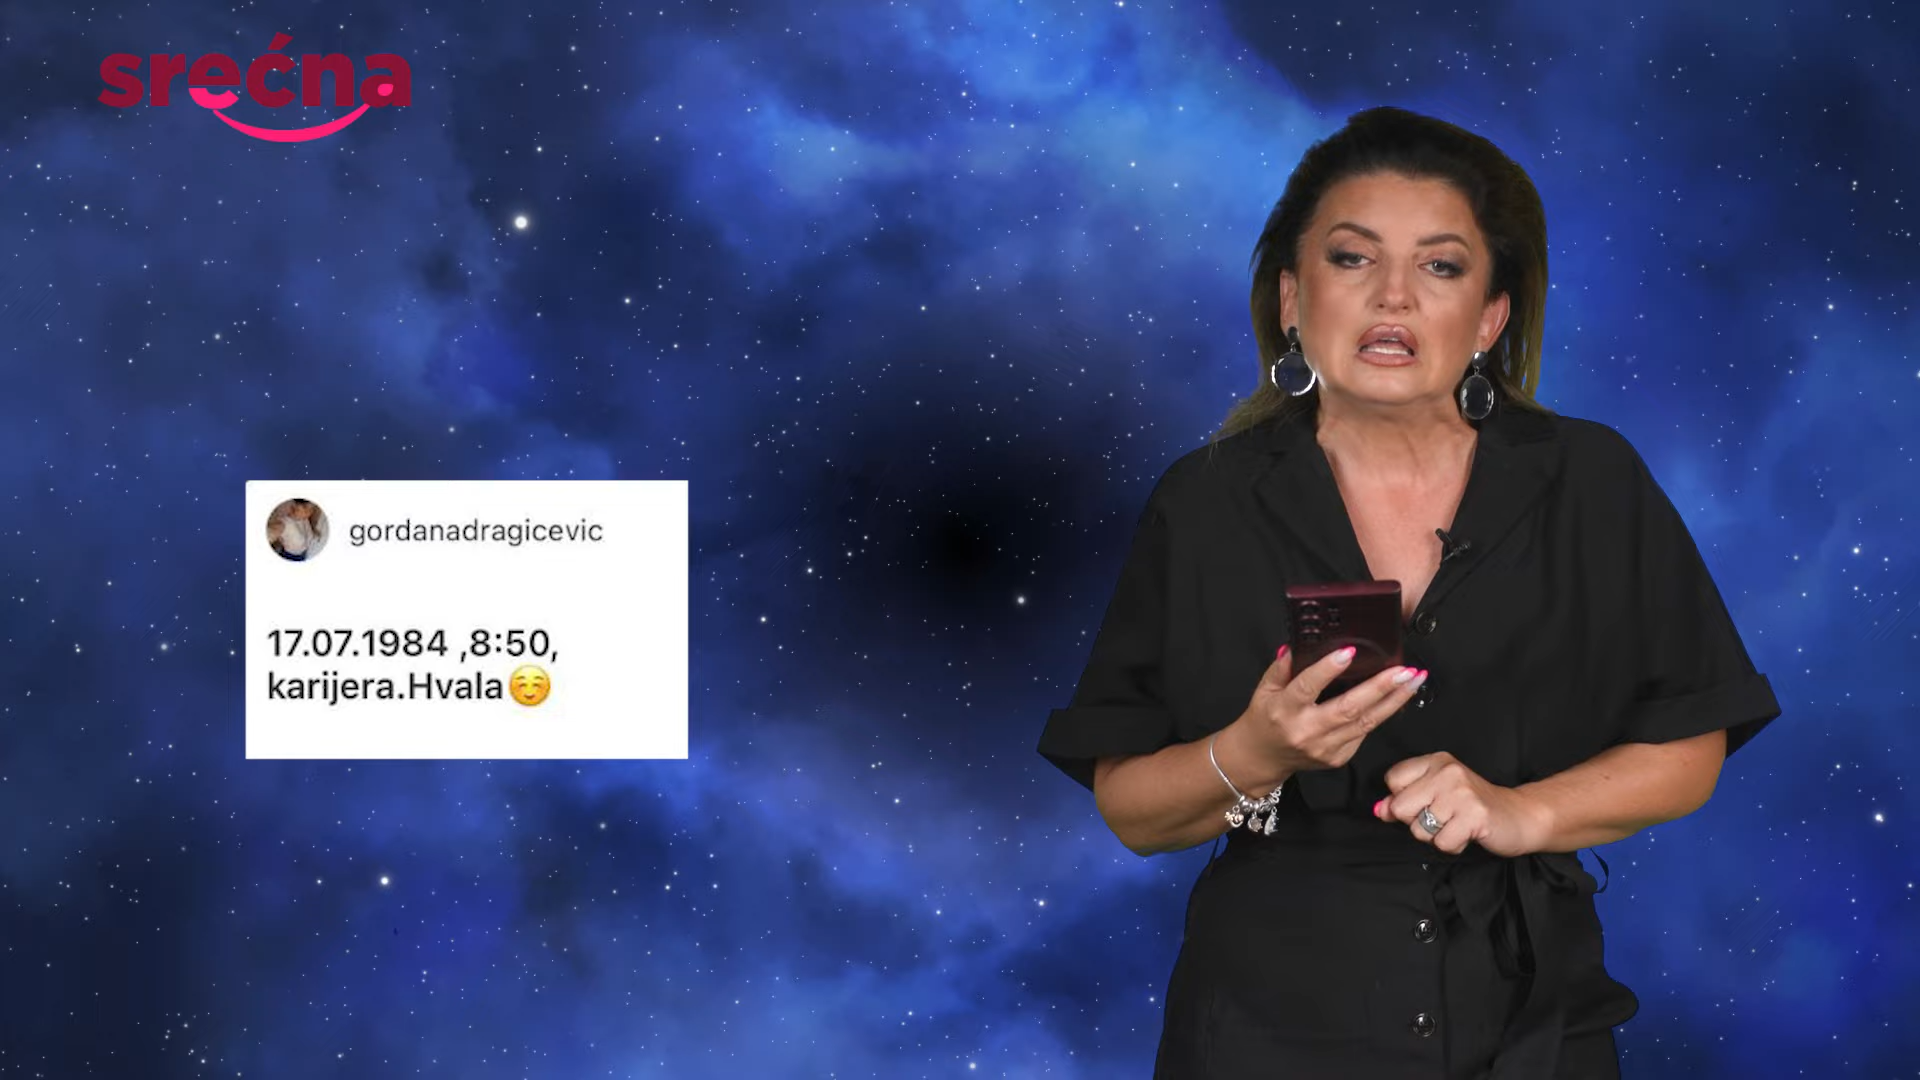 srećna
gordanadragicevic
17.07.1984 ,8:50,
karijera.Hvala☺️